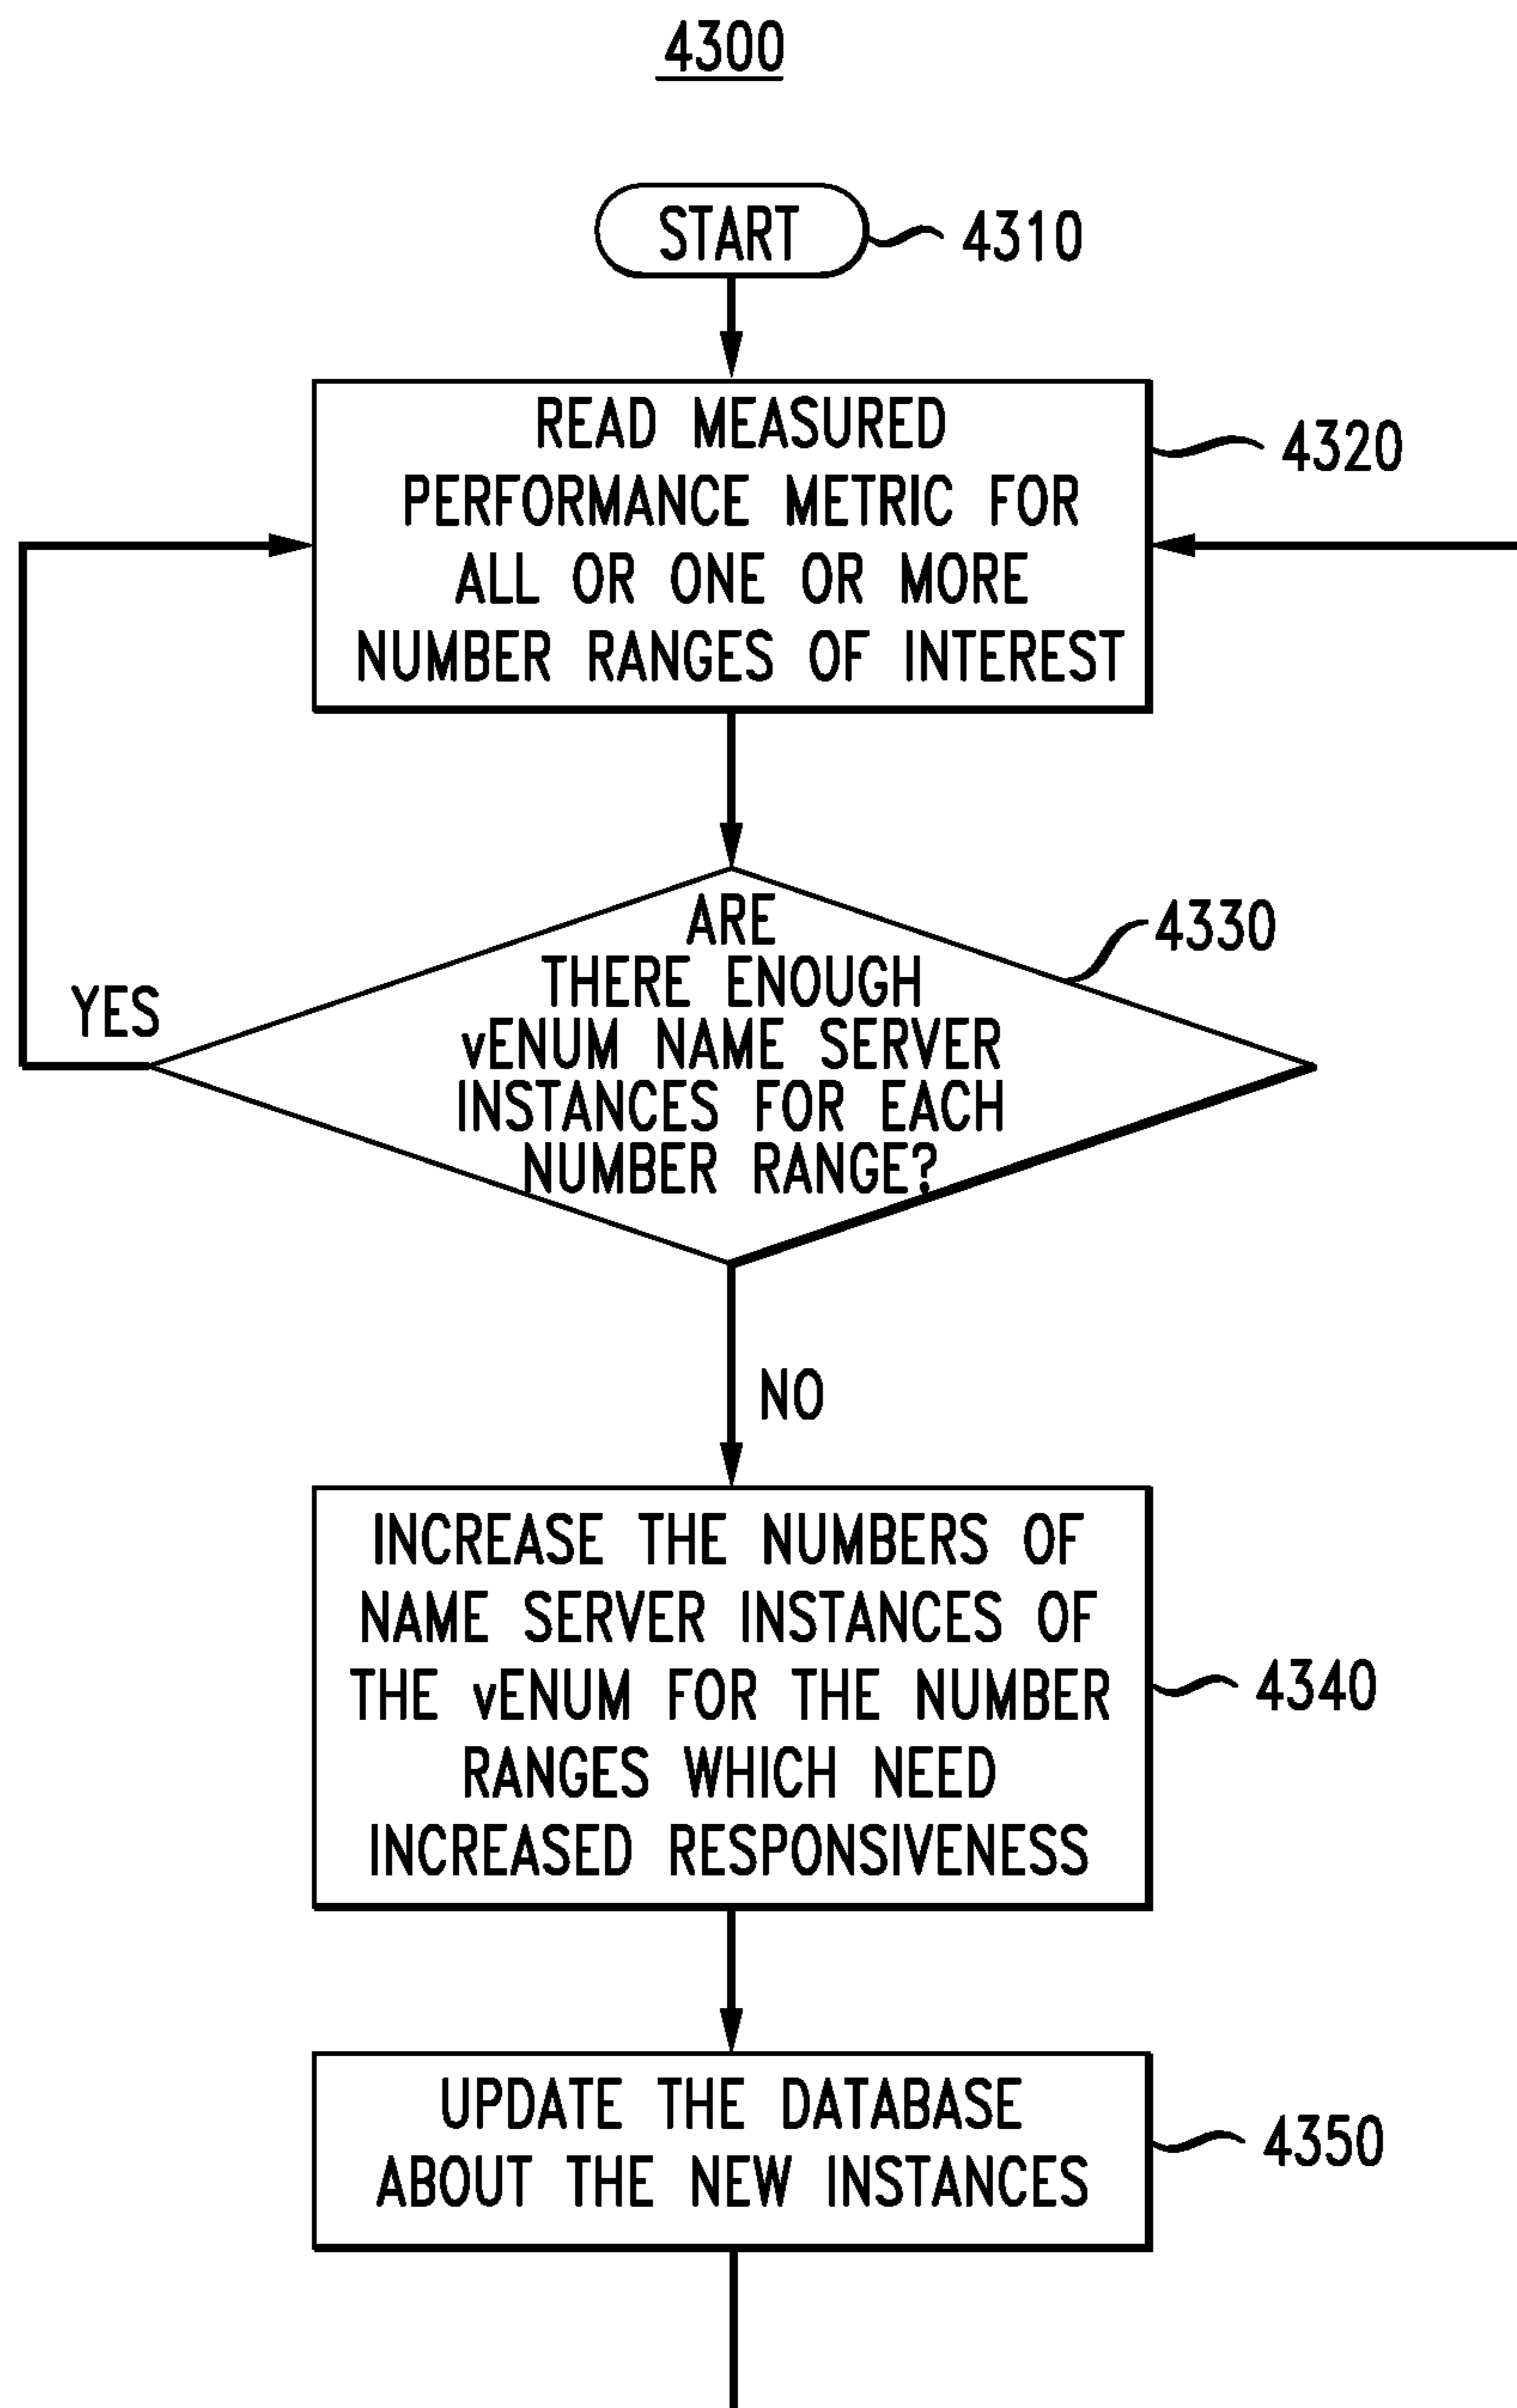 4300
START
4310
READ MEASURED
PERFORMANCE METRIC FOR
ALL OR ONE OR MORE
NUMBER RANGES OF INTEREST
4320
ARE
THERE ENOUGH
vENUM NAME SERVER
INSTANCES FOR EACH
NUMBER RANGE?
4330
YES
NO
INCREASE THE NUMBERS OF
NAME SERVER INSTANCES OF
THE vENUM FOR THE NUMBER
RANGES WHICH NEED
INCREASED RESPONSIVENESS
4340
UPDATE THE DATABASE
ABOUT THE NEW INSTANCES
4350